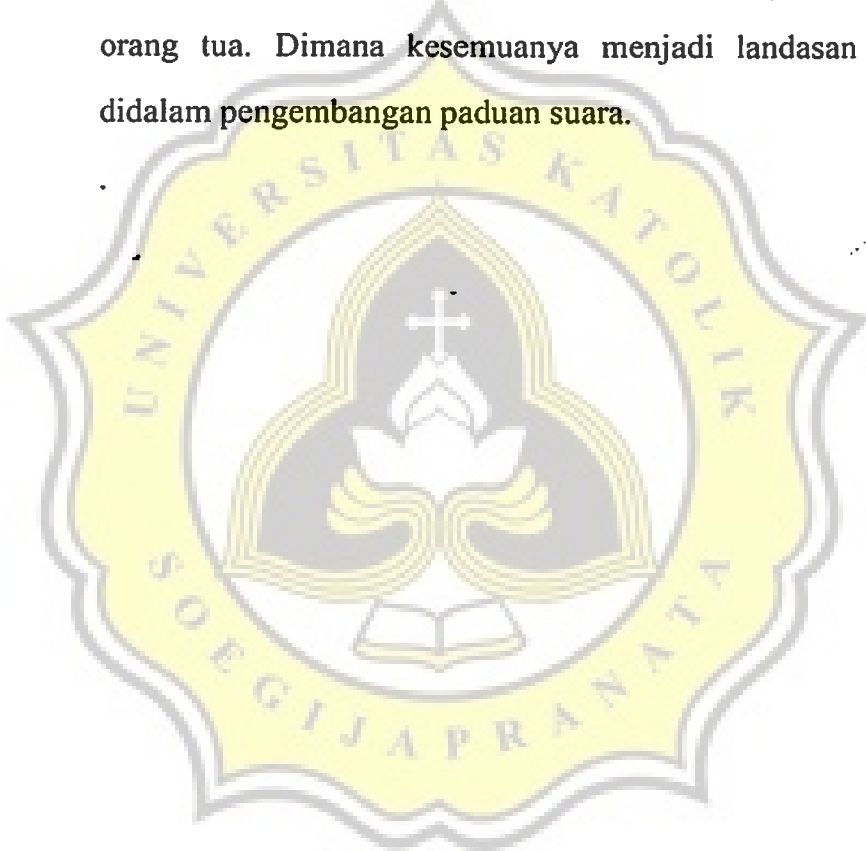 orang tua. Dimana kesemuanya menjadi landasan
didalam pengembangan paduan suara.
UNIVERSITAS KATOLIK
SOEGIJAPRANATA